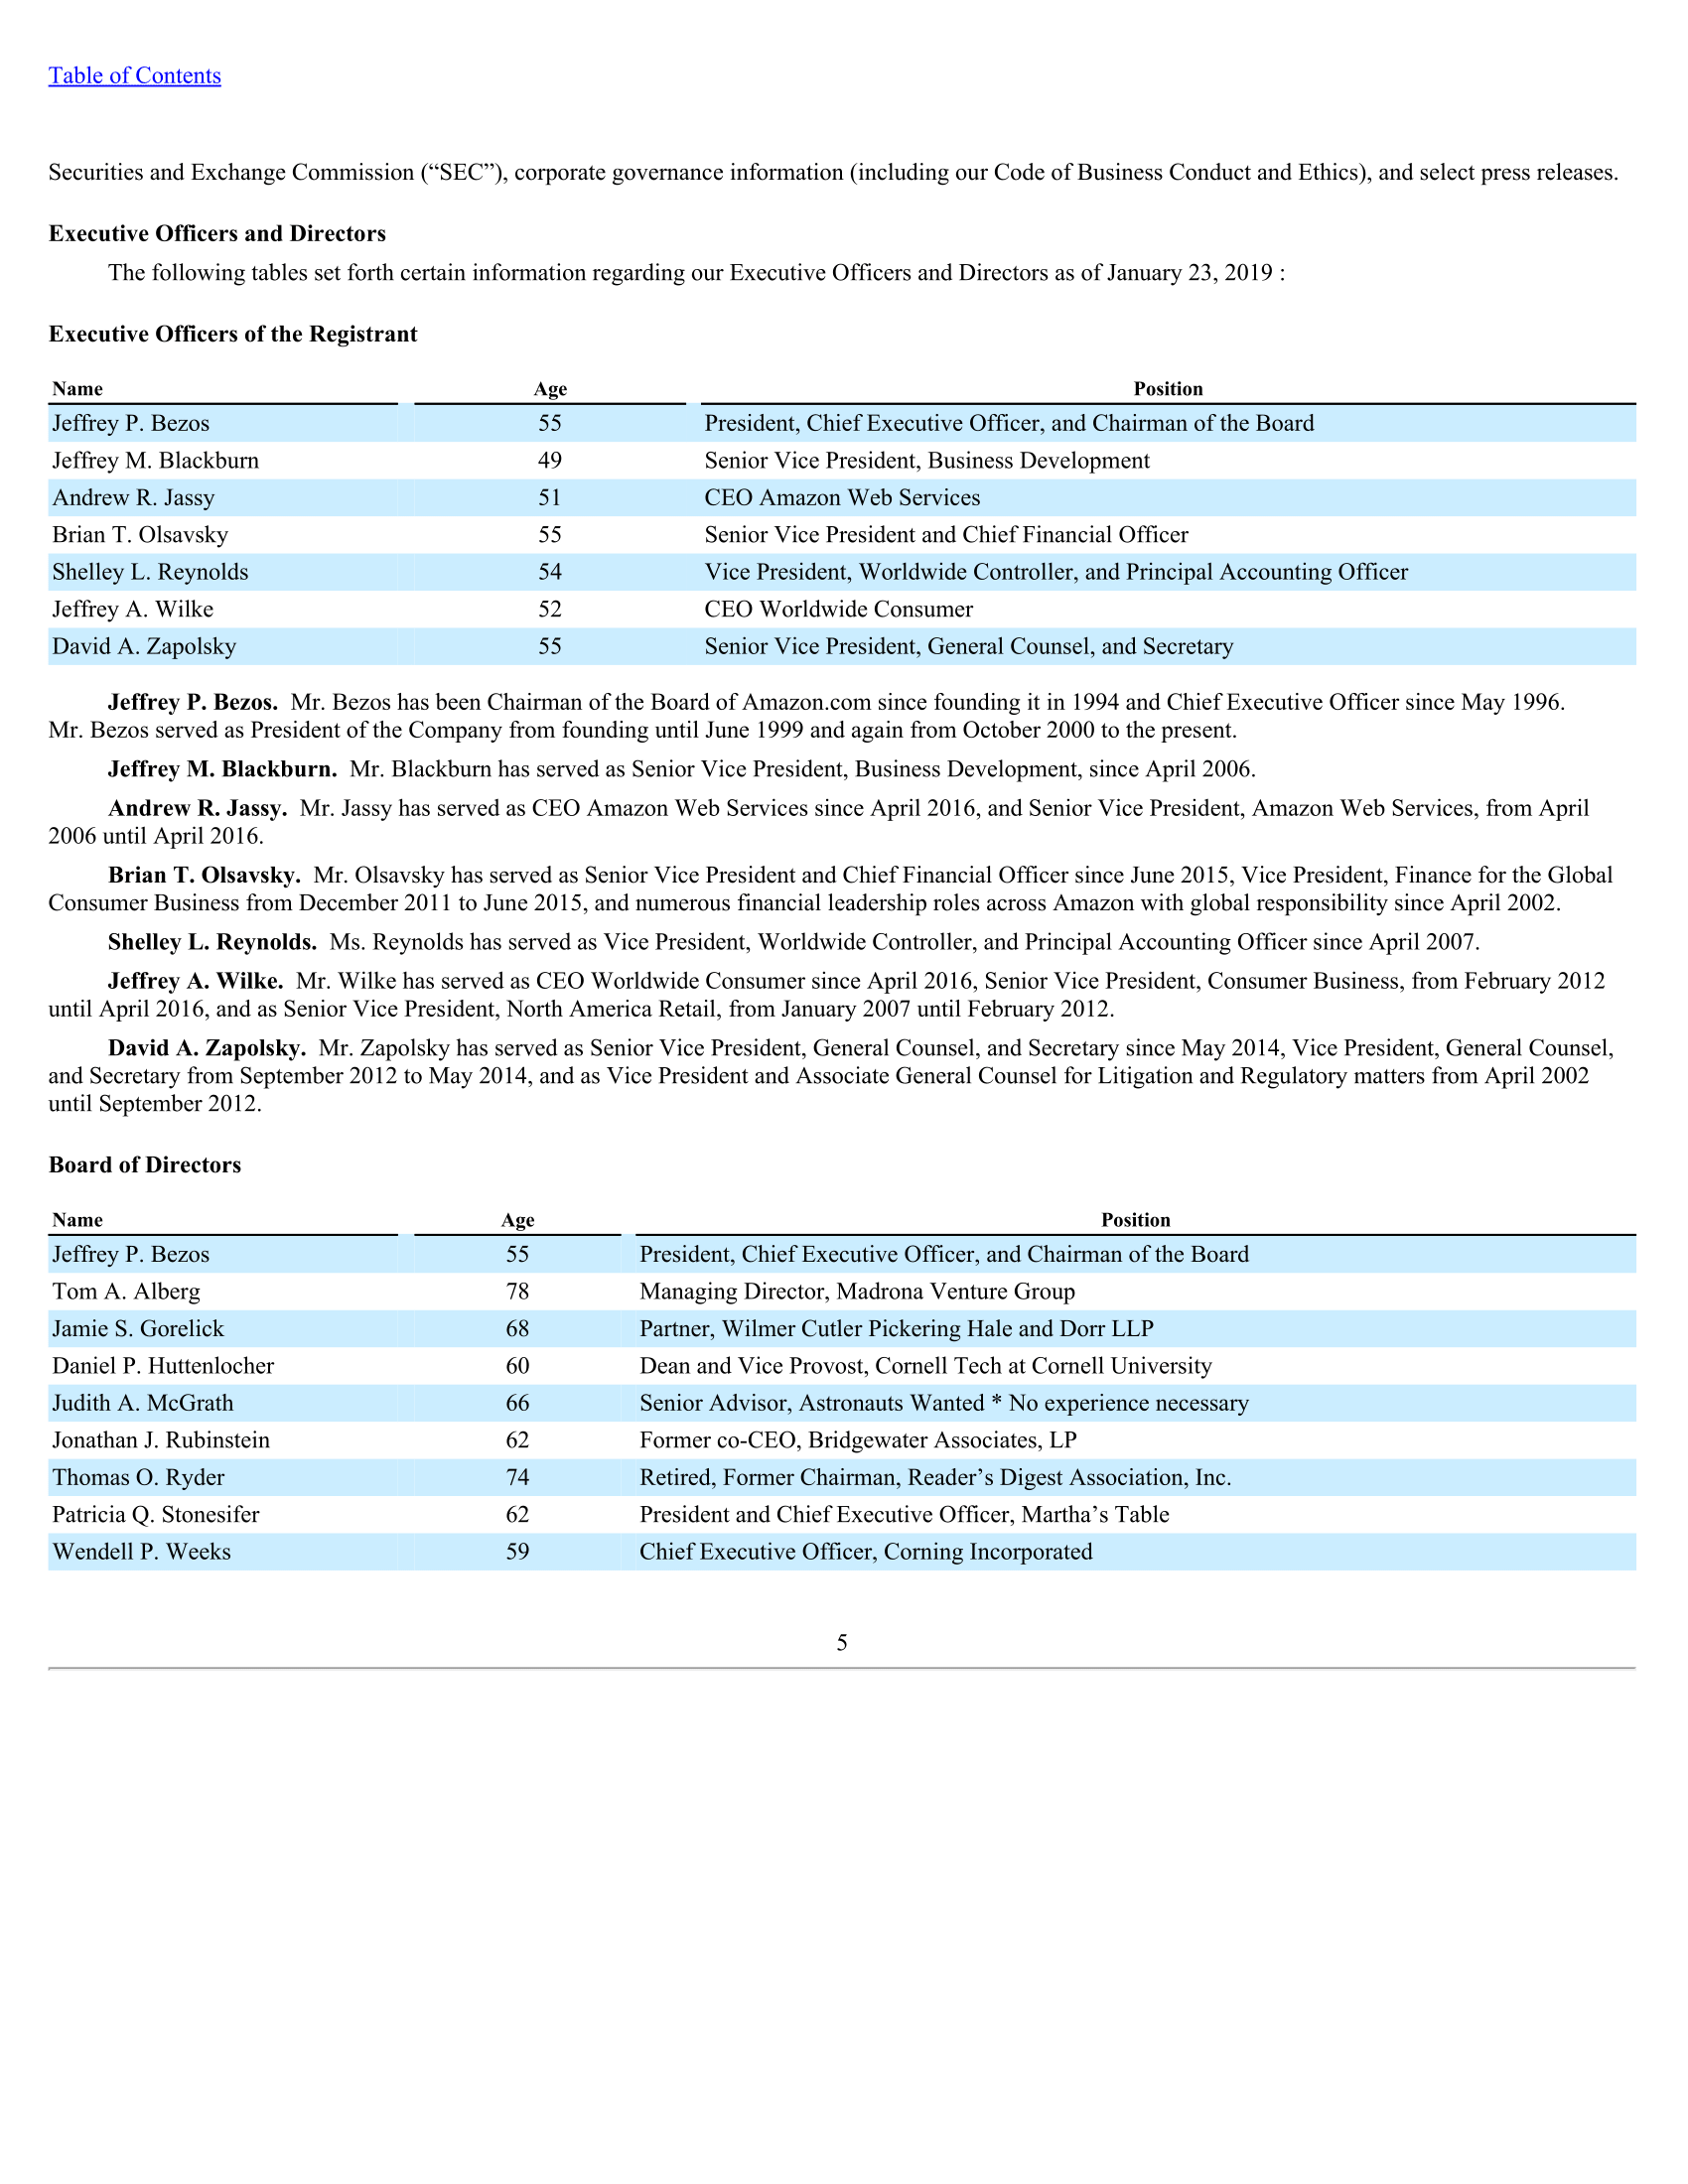 Table of Contents
Securities and Exchange Commission (“SEC”), corporate governance information (including our Code of Business Conduct and Ethics), and select press releases.
Executive Officers and Directors
The following tables set forth certain information regarding our Executive Officers and Directors as of January 23, 2019 :
Executive Officers of the Registrant
Name Age Position
Jeffrey P. Bezos 55 President, Chief Executive Officer, and Chairman of the Board
Jeffrey M. Blackburn 49 Senior Vice President, Business Development
Andrew R. Jassy 51 CEO Amazon Web Services
Brian T. Olsavsky 55 Senior Vice President and Chief Financial Officer
Shelley L. Reynolds 54 Vice President, Worldwide Controller, and Principal Accounting Officer
Jeffrey A. Wilke 52 CEO Worldwide Consumer
David A. Zapolsky 55 Senior Vice President, General Counsel, and Secretary
Jeffrey P. Bezos. Mr. Bezos has been Chairman of the Board of Amazon.com since founding it in 1994 and Chief Executive Officer since May 1996.
Mr. Bezos served as President of the Company from founding until June 1999 and again from October 2000 to the present.
Jeffrey M. Blackburn. Mr. Blackburn has served as Senior Vice President, Business Development, since April 2006.
Andrew R. Jassy. Mr. Jassy has served as CEO Amazon Web Services since April 2016, and Senior Vice President, Amazon Web Services, from April
2006 until April 2016.
Brian T. Olsavsky. Mr. Olsavsky has served as Senior Vice President and Chief Financial Officer since June 2015, Vice President, Finance for the Global
Consumer Business from December 2011 to June 2015, and numerous financial leadership roles across Amazon with global responsibility since April 2002.
Shelley L. Reynolds. Ms. Reynolds has served as Vice President, Worldwide Controller, and Principal Accounting Officer since April 2007.
Jeffrey A. Wilke. Mr. Wilke has served as CEO Worldwide Consumer since April 2016, Senior Vice President, Consumer Business, from February 2012
until April 2016, and as Senior Vice President, North America Retail, from January 2007 until February 2012.
David A. Zapolsky. Mr. Zapolsky has served as Senior Vice President, General Counsel, and Secretary since May 2014, Vice President, General Counsel,
and Secretary from September 2012 to May 2014, and as Vice President and Associate General Counsel for Litigation and Regulatory matters from April 2002
until September 2012.
Board of Directors
Name Age Position
Jeffrey P. Bezos 55 President, Chief Executive Officer, and Chairman of the Board
Tom A. Alberg 78 Managing Director, Madrona Venture Group
Jamie S. Gorelick 68 Partner, Wilmer Cutler Pickering Hale and Dorr LLP
Daniel P. Huttenlocher 60 Dean and Vice Provost, Cornell Tech at Cornell University
Judith A. McGrath 66 Senior Advisor, Astronauts Wanted * No experience necessary
Jonathan J. Rubinstein 62 Former co-CEO, Bridgewater Associates, LP
Thomas O. Ryder 74 Retired, Former Chairman, Reader’s Digest Association, Inc.
Patricia Q. Stonesifer 62 President and Chief Executive Officer, Martha’s Table
Wendell P. Weeks 59 Chief Executive Officer, Corning Incorporated
5